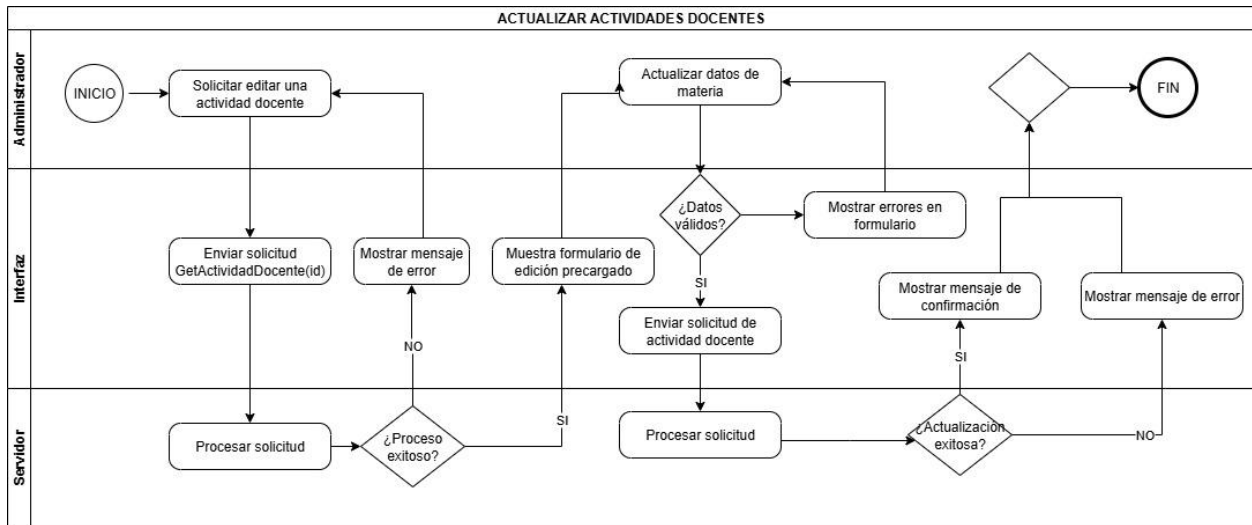 ACTUALIZAR ACTIVIDADES DOCENTES
Administrador
INICIO
Solicitar editar una
actividad docente
Actualizar datos de
materia
FIN
Interfaz
¿Datos
válidos?
Mostrar errores en
formulario
Enviar solicitud
GetActividadDocente(id)
Mostrar mensaje
de error
Muestra formulario de
edición precargado
SI
Mostrar mensaje de
confirmación
Mostrar mensaje de error
Enviar solicitud de
actividad docente
NO
SI
Servidor
Procesar solicitud
¿Proceso
exitoso?
SI
Procesar solicitud
¿Actualización
exitosa?
NO